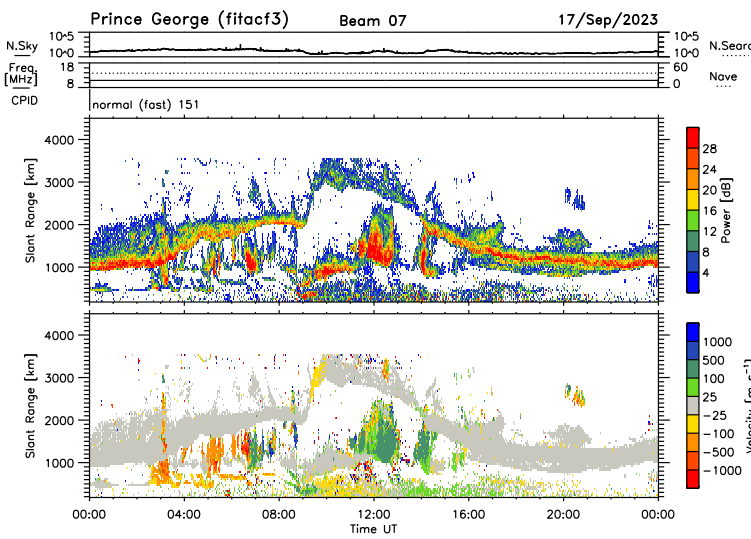 Prince George (fitacf3) Beam 07 17/Sep/2023
N.Sky 10^5 10^5 N.Searc
10^0 10^0
Freq 18 60 Nave
[MHz] 8 0
CPID normal (fast) 151
4000
3000
2000
1000
Slant Range [km]
28
24
20
16
12
8
4
Power [dB]
4000
3000
2000
1000
Slant Range [km]
1000
500
100
25
-25
-100
-500
-1000
Velocity [m s^-1]
00:00 04:00 08:00 12:00 16:00 20:00 00:00
Time UT